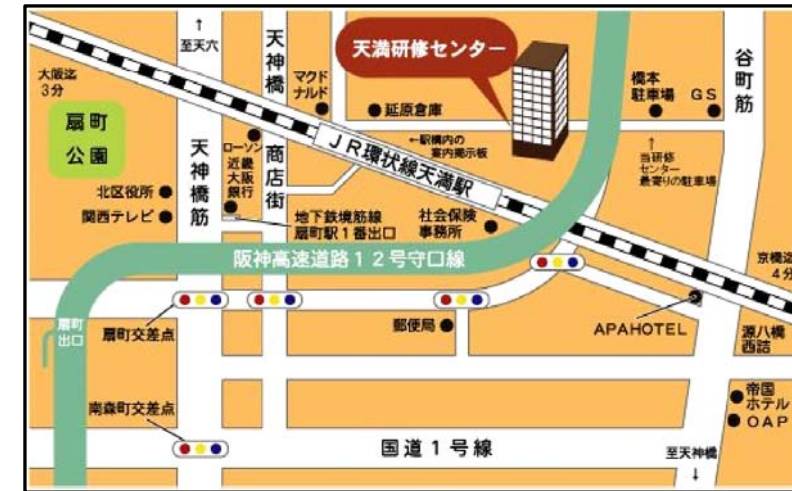 ↑
至天六
天神橋
商店街
マクド
ナルド
天満研修センター
大阪迄
3分
扇町
公園
天神橋筋
ローソン
近畿
大阪
銀行
延原倉庫
←駅構内の
案内掲示板
橋本
駐車場
GS
谷町筋
↑
当研修
センター
最寄りの駐車場
JR環状線天満駅
北区役所
関西テレビ
地下鉄堺筋線
扇町駅1番出口
社会保険
事務所
阪神高速道路12号守口線
京橋迄
4分
扇町
出口
扇町交差点
郵便局
APAHOTEL
源八橋
西詰
南森町交差点
国道1号線
帝国
ホテル
OAP
至天神橋
↓